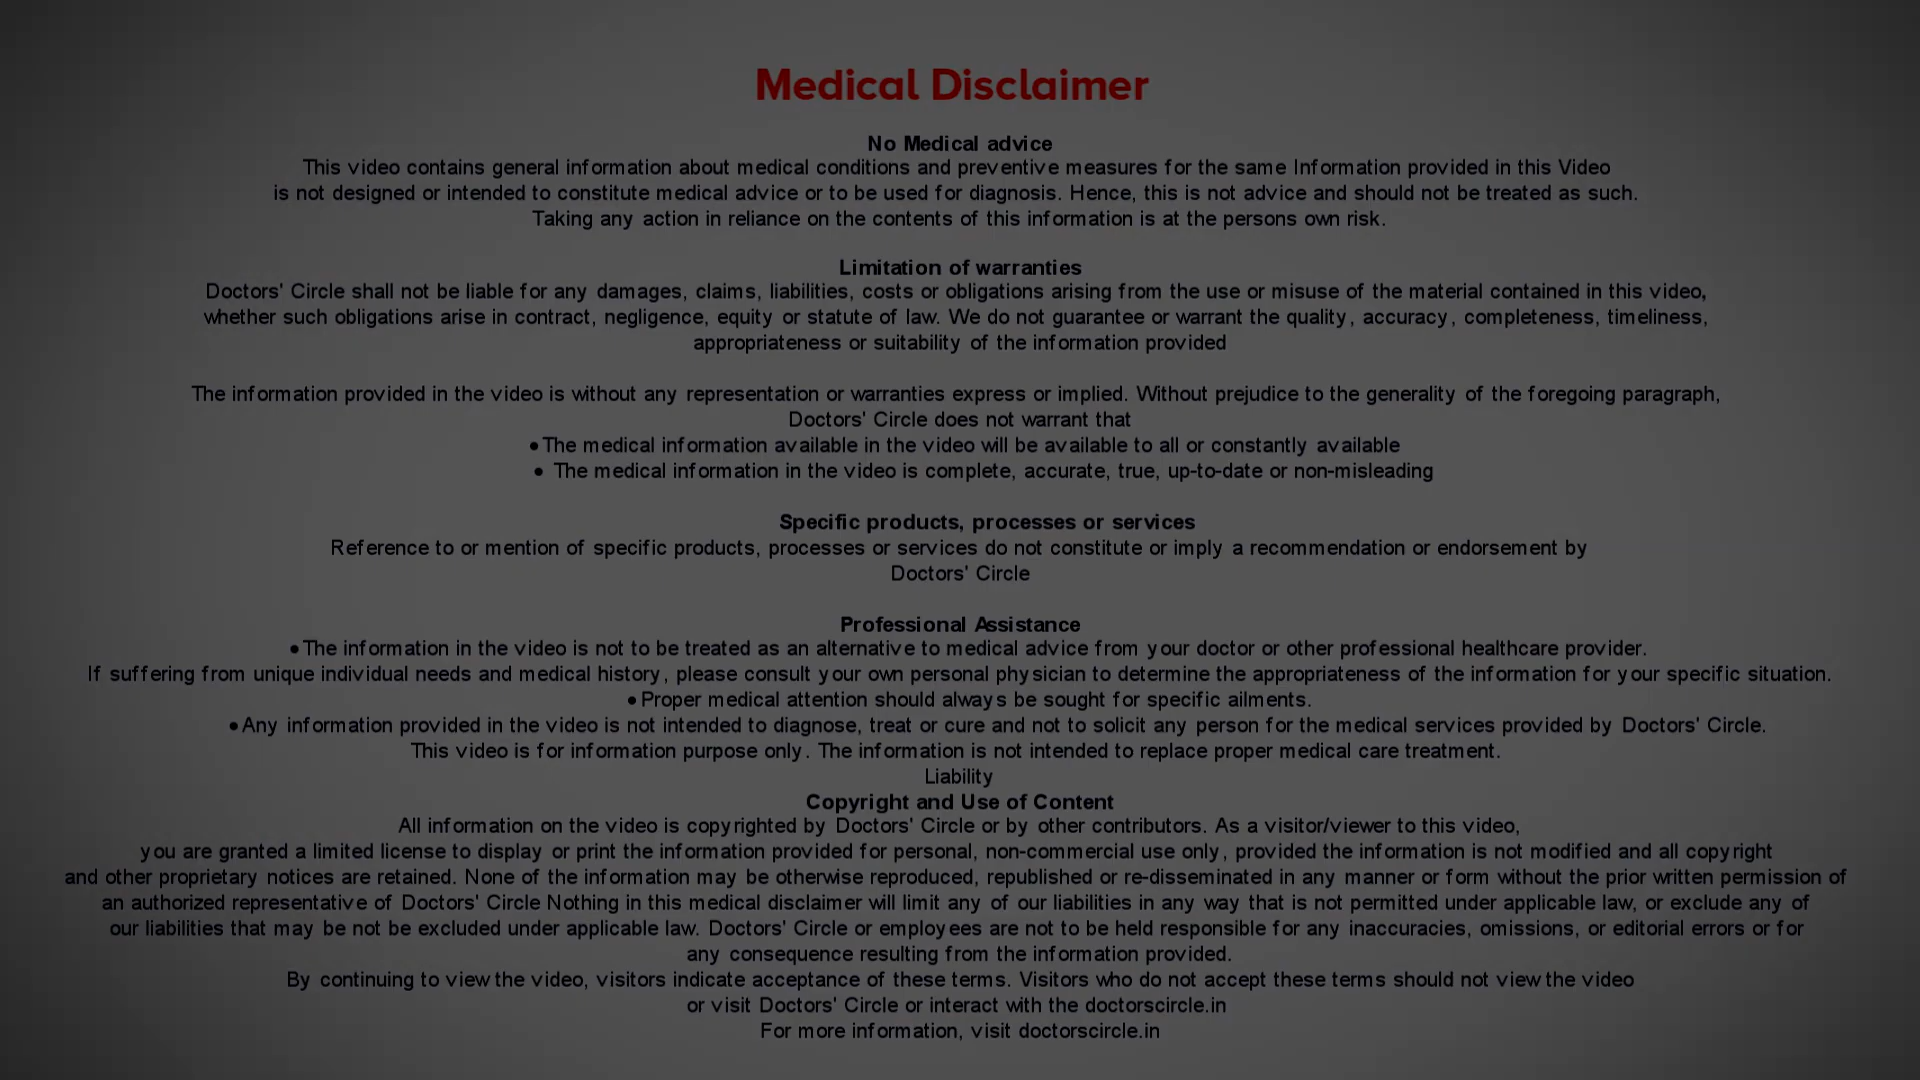 Medical Disclaimer
No Medical advice
This video contains general information about medical conditions and preventive measures for the same Information provided in this Video
is not designed or intended to constitute medical advice or to be used for diagnosis. Hence, this is not advice and should not be treated as such.
Taking any action in reliance on the contents of this information is at the persons own risk.
Limitation of warranties
Doctors' Circle shall not be liable for any damages, claims, liabilities, costs or obligations arising from the use or misuse of the material contained in this video,
whether such obligations arise in contract, negligence, equity or statute of law. We do not guarantee or warrant the quality, accuracy, completeness, timeliness,
appropriateness or suitability of the information provided
The information provided in the video is without any representation or warranties express or implied. Without prejudice to the generality of the foregoing paragraph,
Doctors' Circle does not warrant that
•The medical information available in the video will be available to all or constantly available
• The medical information in the video is complete, accurate, true, up-to-date or non-misleading
Specific products, processes or services
Reference to or mention of specific products, processes or services do not constitute or imply a recommendation or endorsement by
Doctors' Circle
Professional Assistance
•The information in the video is not to be treated as an alternative to medical advice from your doctor or other professional healthcare provider.
If suffering from unique individual needs and medical history, please consult your own personal physician to determine the appropriateness of the information for your specific situation.
•Proper medical attention should always be sought for specific ailments.
•Any information provided in the video is not intended to diagnose, treat or cure and not to solicit any person for the medical services provided by Doctors' Circle.
This video is for information purpose only. The information is not intended to replace proper medical care treatment.
Liability
Copyright and Use of Content
All information on the video is copyrighted by Doctors' Circle or by other contributors. As a visitor/viewer to this video,
you are granted a limited license to display or print the information provided for personal, non-commercial use only, provided the information is not modified and all copyright
and other proprietary notices are retained. None of the information may be otherwise reproduced, republished or re-disseminated in any manner or form without the prior written permission of
an authorized representative of Doctors' Circle Nothing in this medical disclaimer will limit any of our liabilities in any way that is not permitted under applicable law, or exclude any of
our liabilities that may be not be excluded under applicable law. Doctors' Circle or employees are not to be held responsible for any inaccuracies, omissions, or editorial errors or for
any consequence resulting from the information provided.
By continuing to view the video, visitors indicate acceptance of these terms. Visitors who do not accept these terms should not view the video
or visit Doctors' Circle or interact with the doctorscircle.in
For more information, visit doctorscircle.in